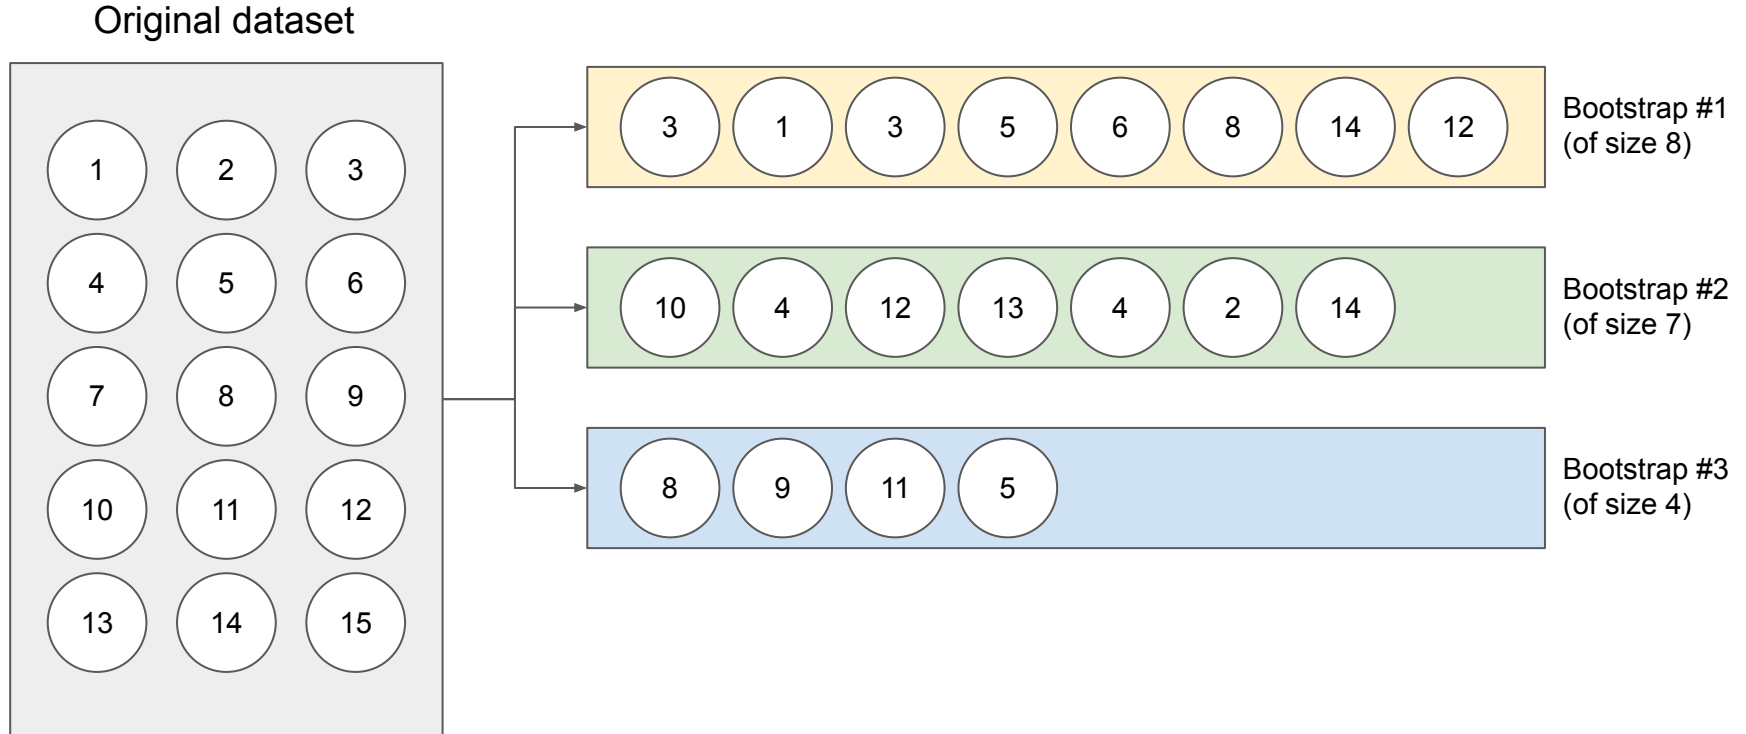 Original dataset
1 2 3
4 5 6
7 8 9
10 11 12
13 14 15
3 1 3 5 6 8 14 12
Bootstrap #1
(of size 8)
10 4 12 13 4 2 14
Bootstrap #2
(of size 7)
8 9 11 5
Bootstrap #3
(of size 4)